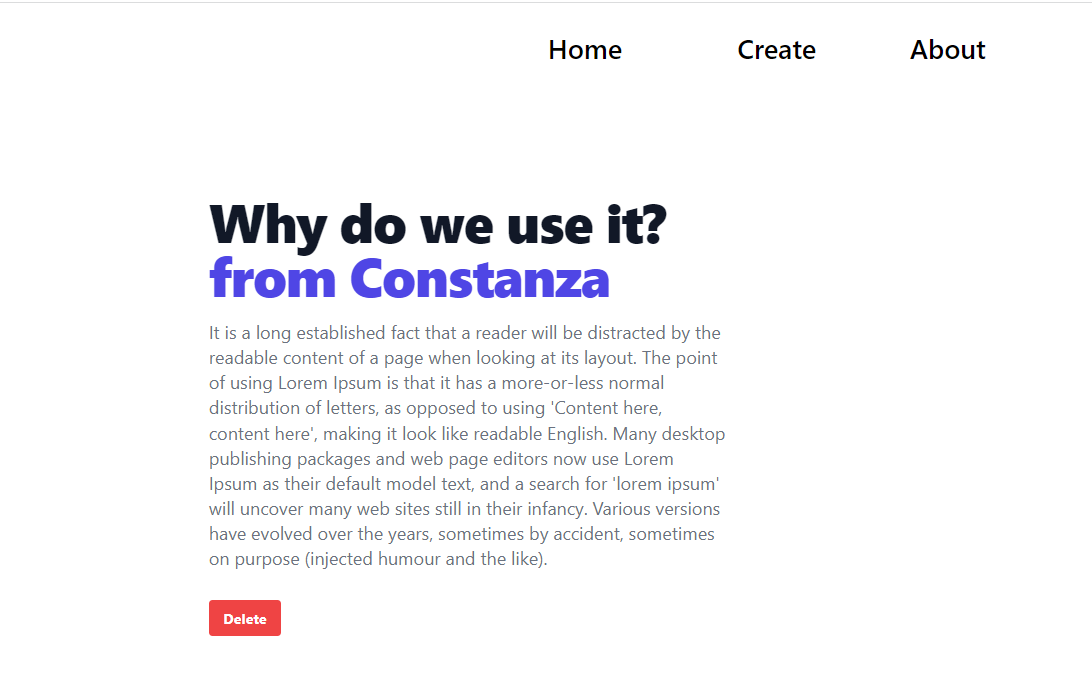 Home Create About
Why do we use it?
from Constanza
It is a long established fact that a reader will be distracted by the
readable content of a page when looking at its layout. The point
of using Lorem Ipsum is that it has a more-or-less normal
distribution of letters, as opposed to using 'Content here,
content here', making it look like readable English. Many desktop
publishing packages and web page editors now use Lorem
Ipsum as their default model text, and a search for 'lorem ipsum'
will uncover many web sites still in their infancy. Various versions
have evolved over the years, sometimes by accident, sometimes
on purpose (injected humour and the like).
Delete